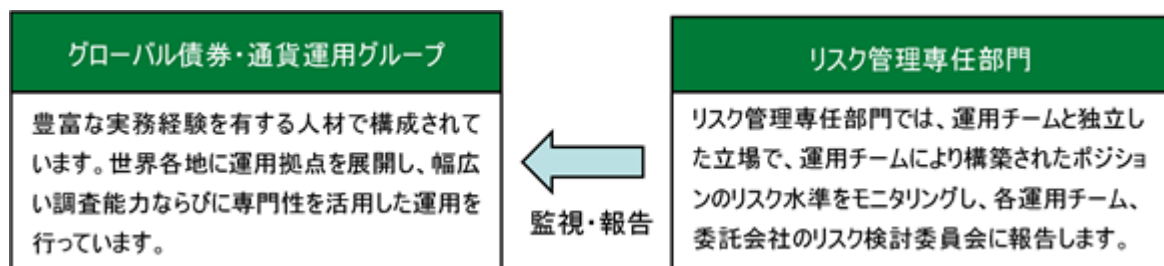 グローバル債券・通貨運用グループ
豊富な実務経験を有する人材で構成されて
います。世界各地に運用拠点を展開し、幅広
い調査能力ならびに専門性を活用した運用を
行っています。
監視・報告
リスク管理専任部門
リスク管理専任部門では、運用チームと独立し
た立場で、運用チームにより構築されたポジショ
ンのリスク水準をモニタリングし、各運用チーム、
委託会社のリスク検討委員会に報告します。